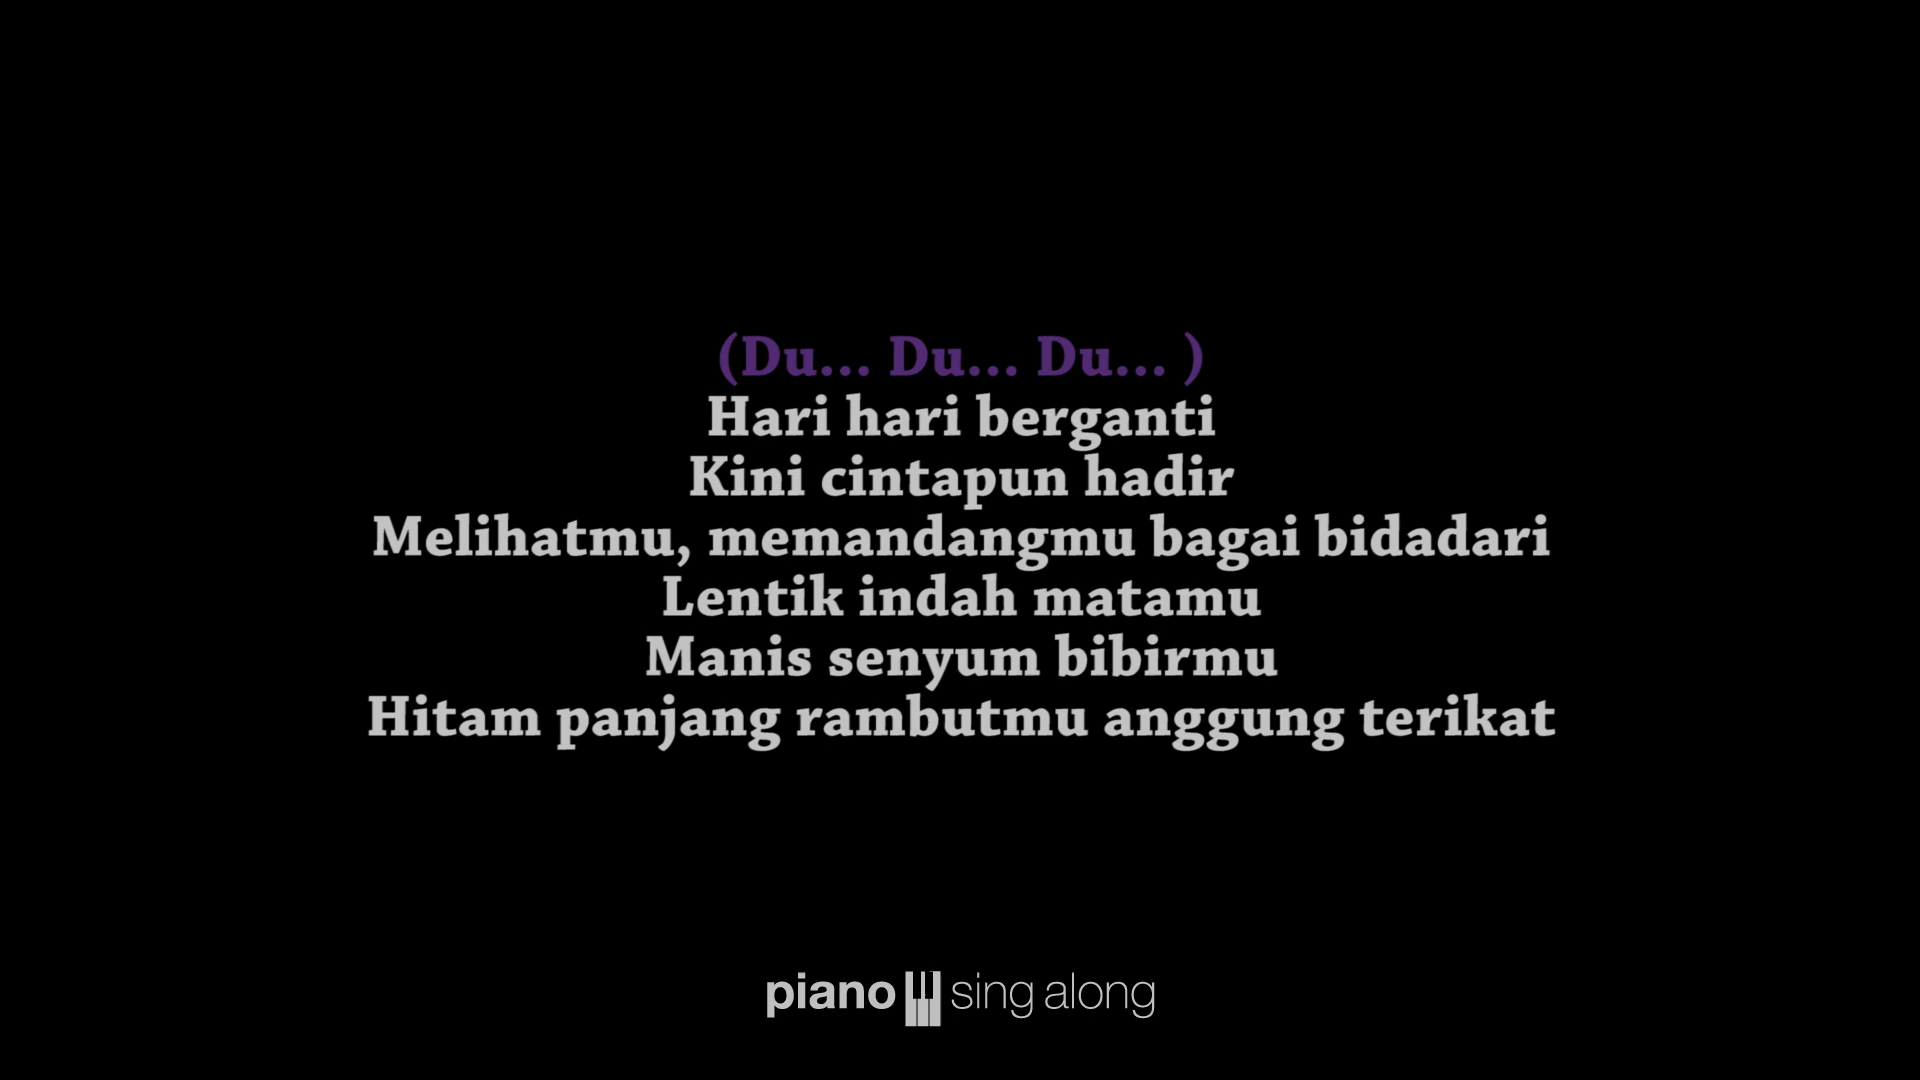 (Du... Du... Du... )
Hari hari berganti
Kini cintapun hadir
Melihatmu, memandangmu bagai bidadari
Lentik indah matamu
Manis senyum bibirmu
Hitam panjang rambutmu anggung terikat
piano sing along